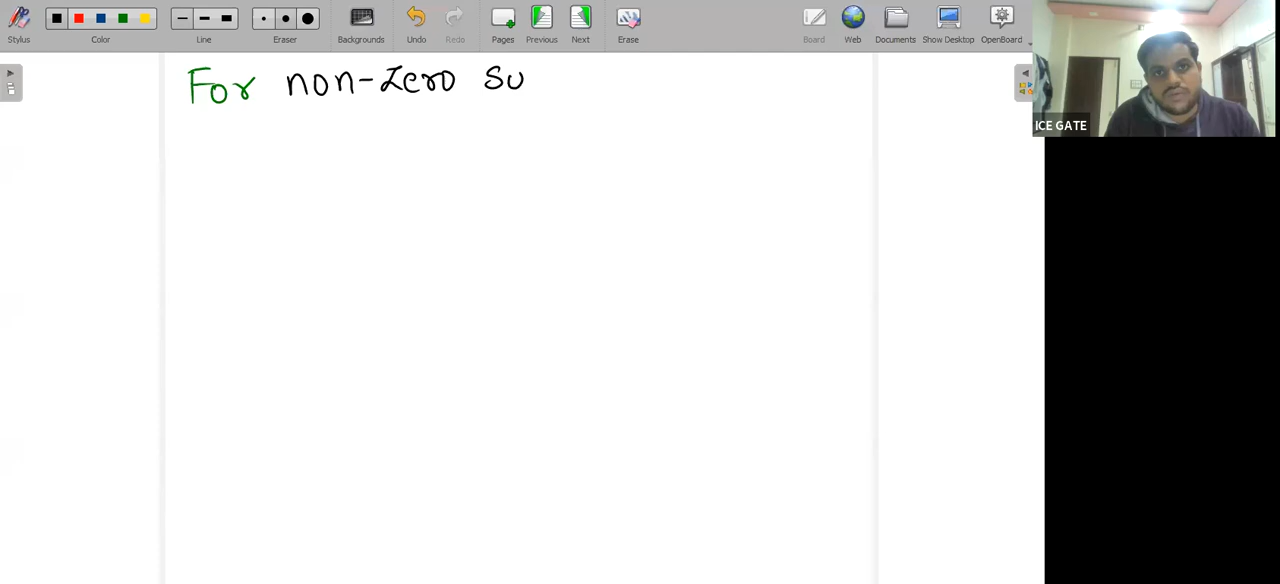 Stylus
Color
Line
Eraser
Backgrounds
Undo
Redo
Pages
Previous
Next
Erase
Board
Web
Documents
Show Desktop
OpenBoard
For non-Zero Su
ICE GATE